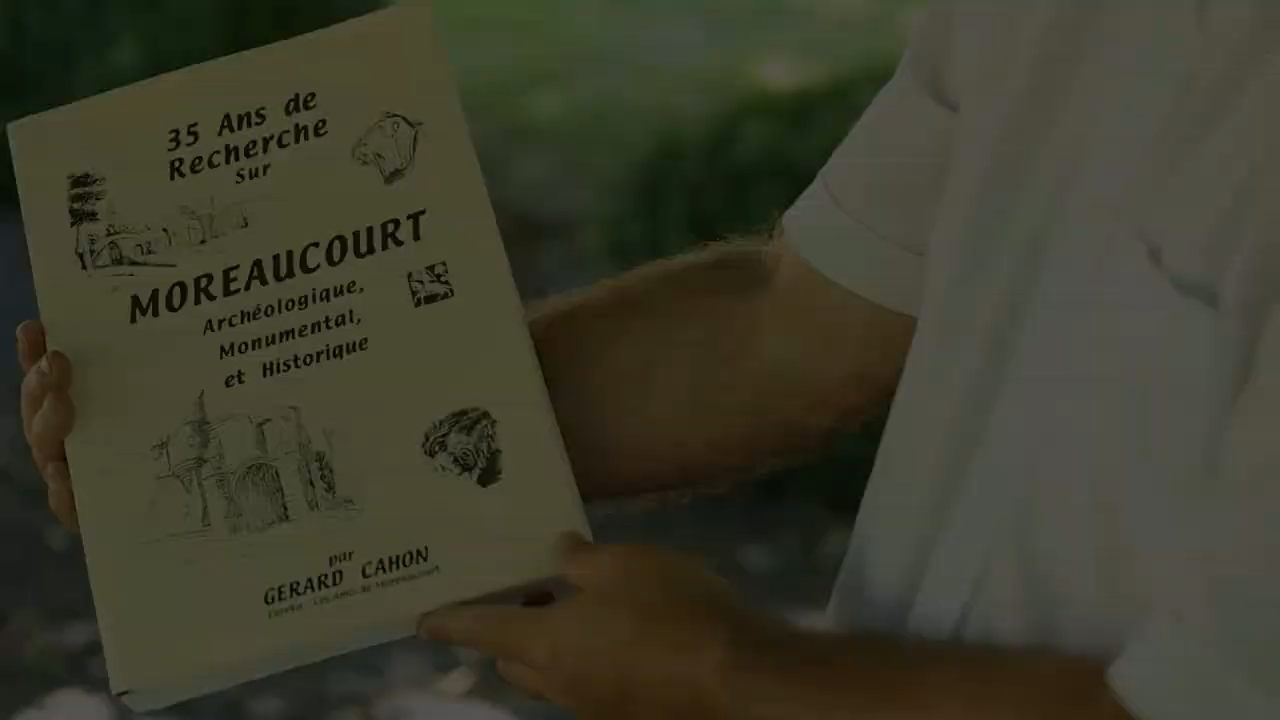 35 Ans de
Recherche
Sur
MOREAUCOURT
Archéologique,
Monumental,
et Historique
par
GERARD CAHON